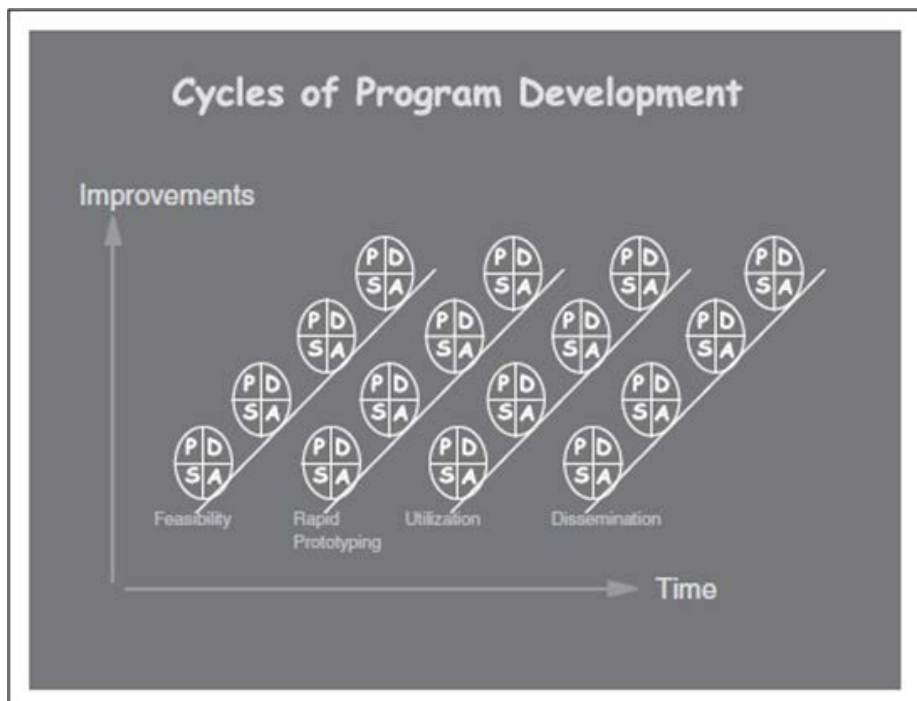 Cycles of Program Development
Improvements
P D P D P D P D
S A S A S A S A
P D P D P D P D
S A S A S A S A
P D P D P D P D
S A S A S A S A
P D P D P D P D
S A S A S A S A
Feasibility Rapid Utilization Dissemination
Prototyping
Time